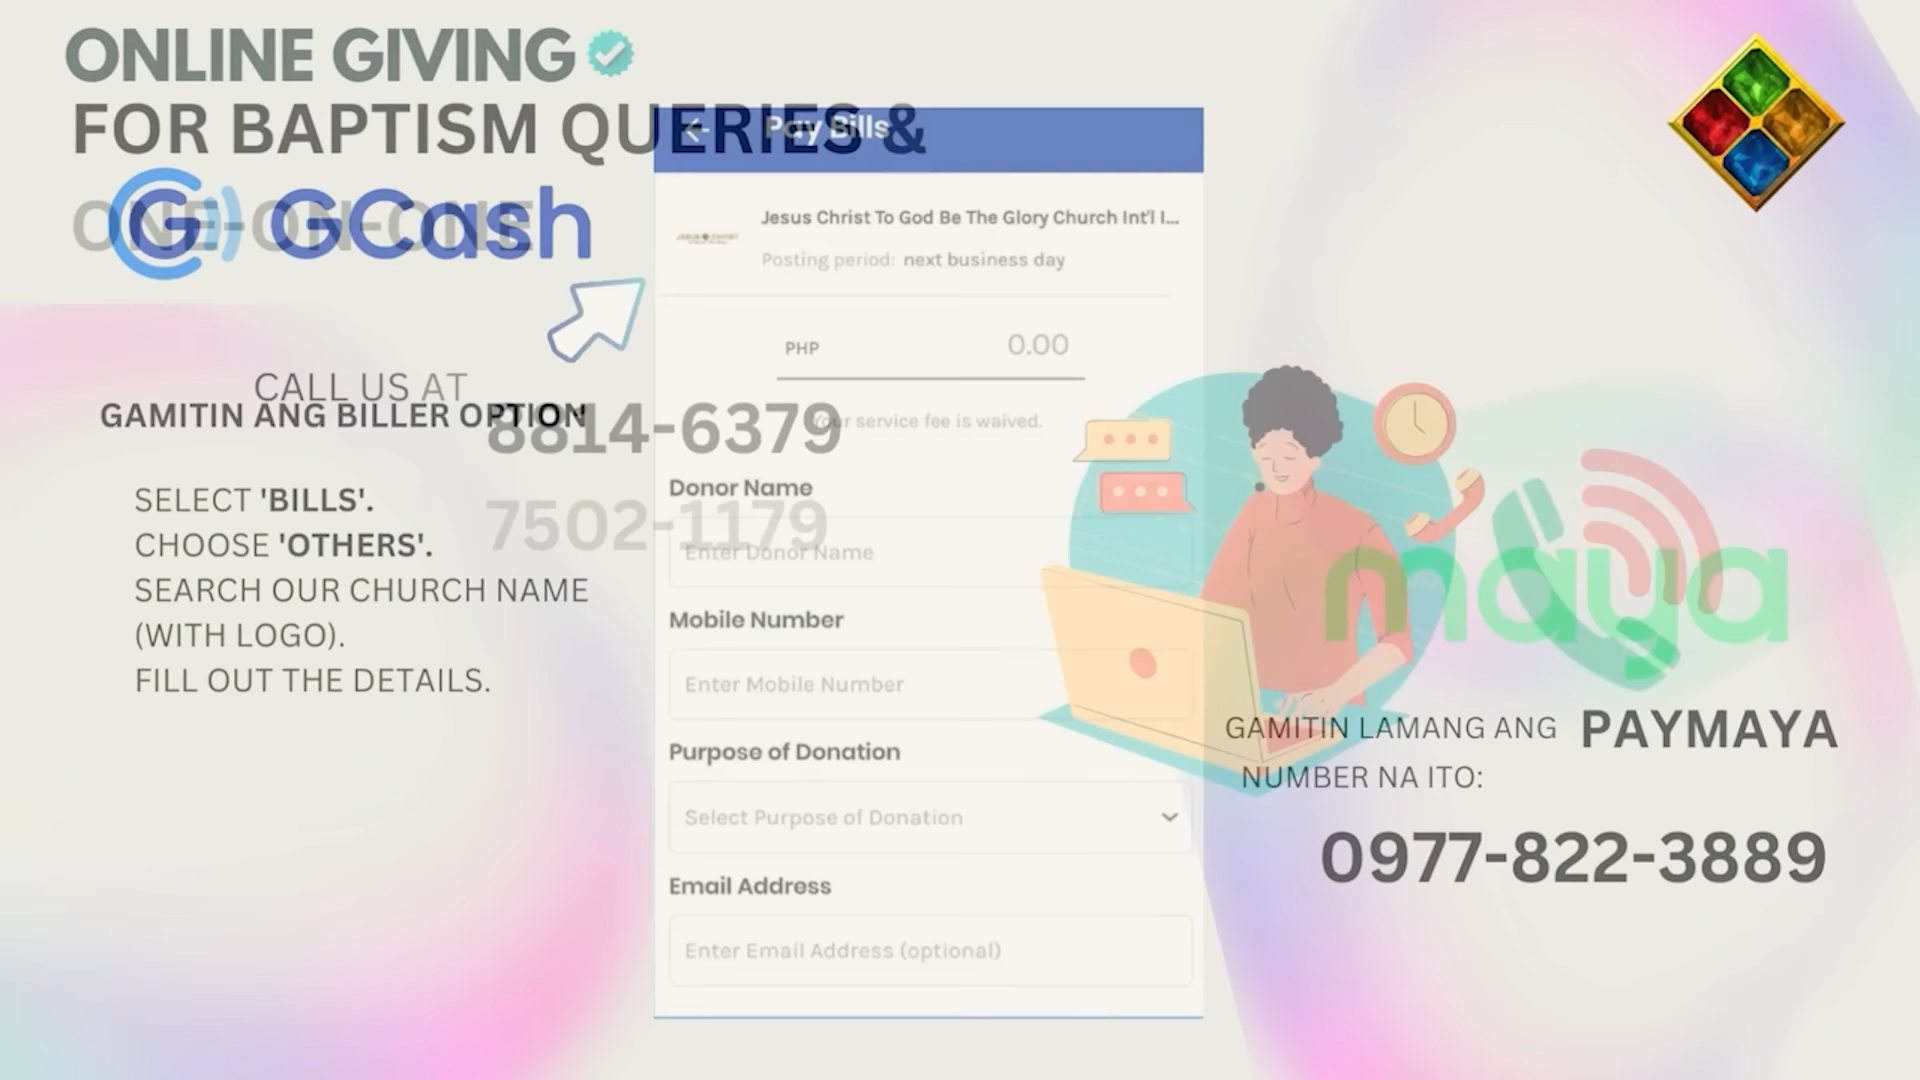 ONLINE GIVING
FOR BAPTISM QUERIES &
ONE-ON-ONE
GCash
CALL US AT
GAMITIN ANG BILLER OPTION
8814-6379
7502-1179
SELECT 'BILLS'.
CHOOSE 'OTHERS'.
SEARCH OUR CHURCH NAME
(WITH LOGO).
FILL OUT THE DETAILS.
Pay Bills
Jesus Christ To God Be The Glory Church Int'l I...
Posting period: next business day
PHP 0.00
Your service fee is waived.
Donor Name
Enter Donor Name
Mobile Number
Enter Mobile Number
Purpose of Donation
Select Purpose of Donation
Email Address
Enter Email Address (optional)
maya
GAMITIN LAMANG ANG PAYMAYA
NUMBER NA ITO:
0977-822-3889